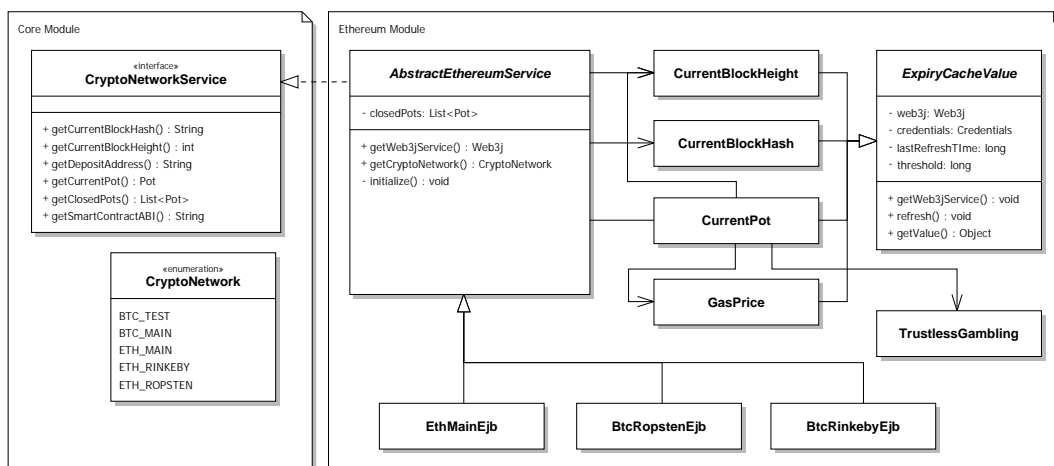 Core Module
«interface»
CryptoNetworkService
+ getCurrentBlockHash() : String
+ getCurrentBlockHeight() : int
+ getDepositAddress() : String
+ getCurrentPot() : Pot
+ getClosedPots() : List<Pot>
+ getSmartContractABI() : String
«enumeration»
CryptoNetwork
BTC_TEST
BTC_MAIN
ETH_MAIN
ETH_RINKEBY
ETH_ROPSTEN
Ethereum Module
AbstractEthereumService
- closedPots: List<Pot>
+ getWeb3jService() : Web3j
+ getCryptoNetwork() : CryptoNetwork
- initialize() : void
CurrentBlockHeight
CurrentBlockHash
CurrentPot
GasPrice
ExpiryCacheValue
- web3j: Web3j
- credentials: Credentials
- lastRefreshTIme: long
- threshold: long
+ getWeb3jService() : void
+ refresh() : void
+ getValue() : Object
TrustlessGambling
EthMainEjb
BtcRopstenEjb
BtcRinkebyEjb